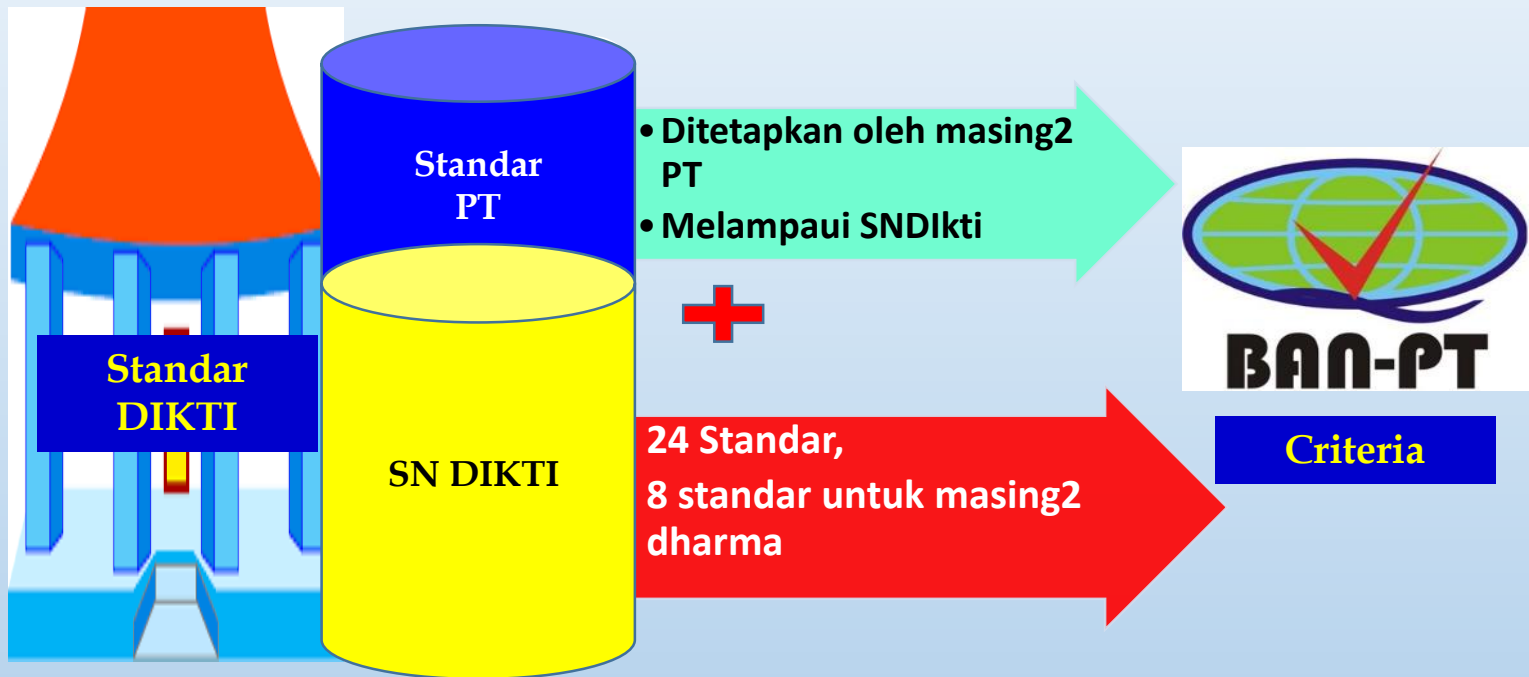 Standar
DIKTI
Standar
PT
SN DIKTI
• Ditetapkan oleh masing2
PT
• Melampaui SNDIkti
24 Standar,
8 standar untuk masing2
dharma
BAN-PT
Criteria